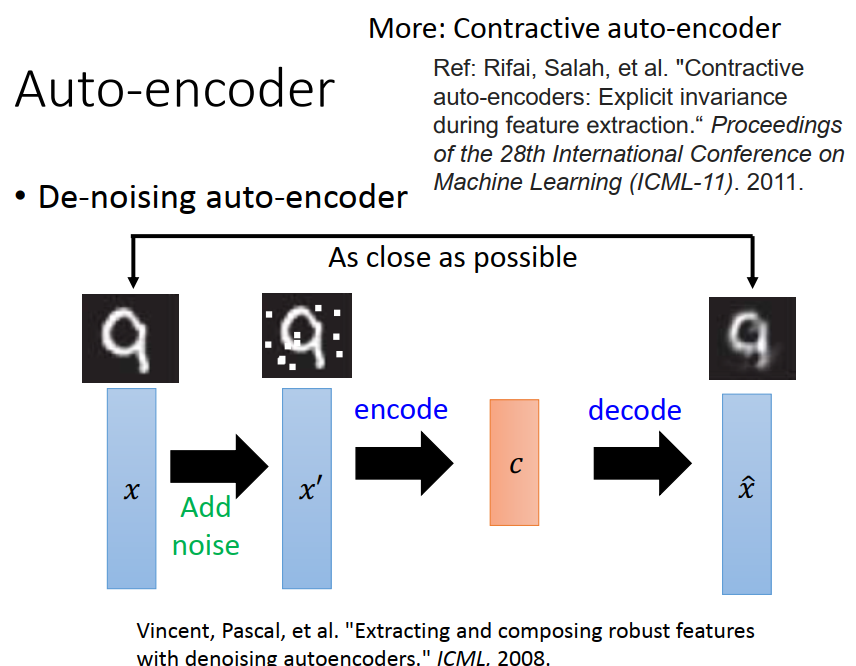 More: Contractive auto-encoder
Auto-encoder
Ref: Rifai, Salah, et al. "Contractive
auto-encoders: Explicit invariance
during feature extraction.“ Proceedings
of the 28th International Conference on
Machine Learning (ICML-11). 2011.
• De-noising auto-encoder
As close as possible
encode
decode
x
x′
c
x̂
Add
noise
Vincent, Pascal, et al. "Extracting and composing robust features
with denoising autoencoders." ICML, 2008.